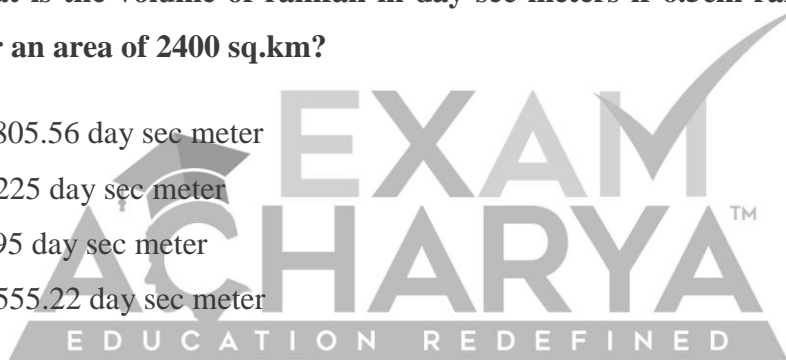 at is the volume of rainfall in day sec meters if 6.5cm rai
r an area of 2400 sq.km?
805.56 day sec meter
225 day sec meter
95 day sec meter
555.22 day sec meter
EXAM
ACHARYA™
EDUCATION REDEFINED